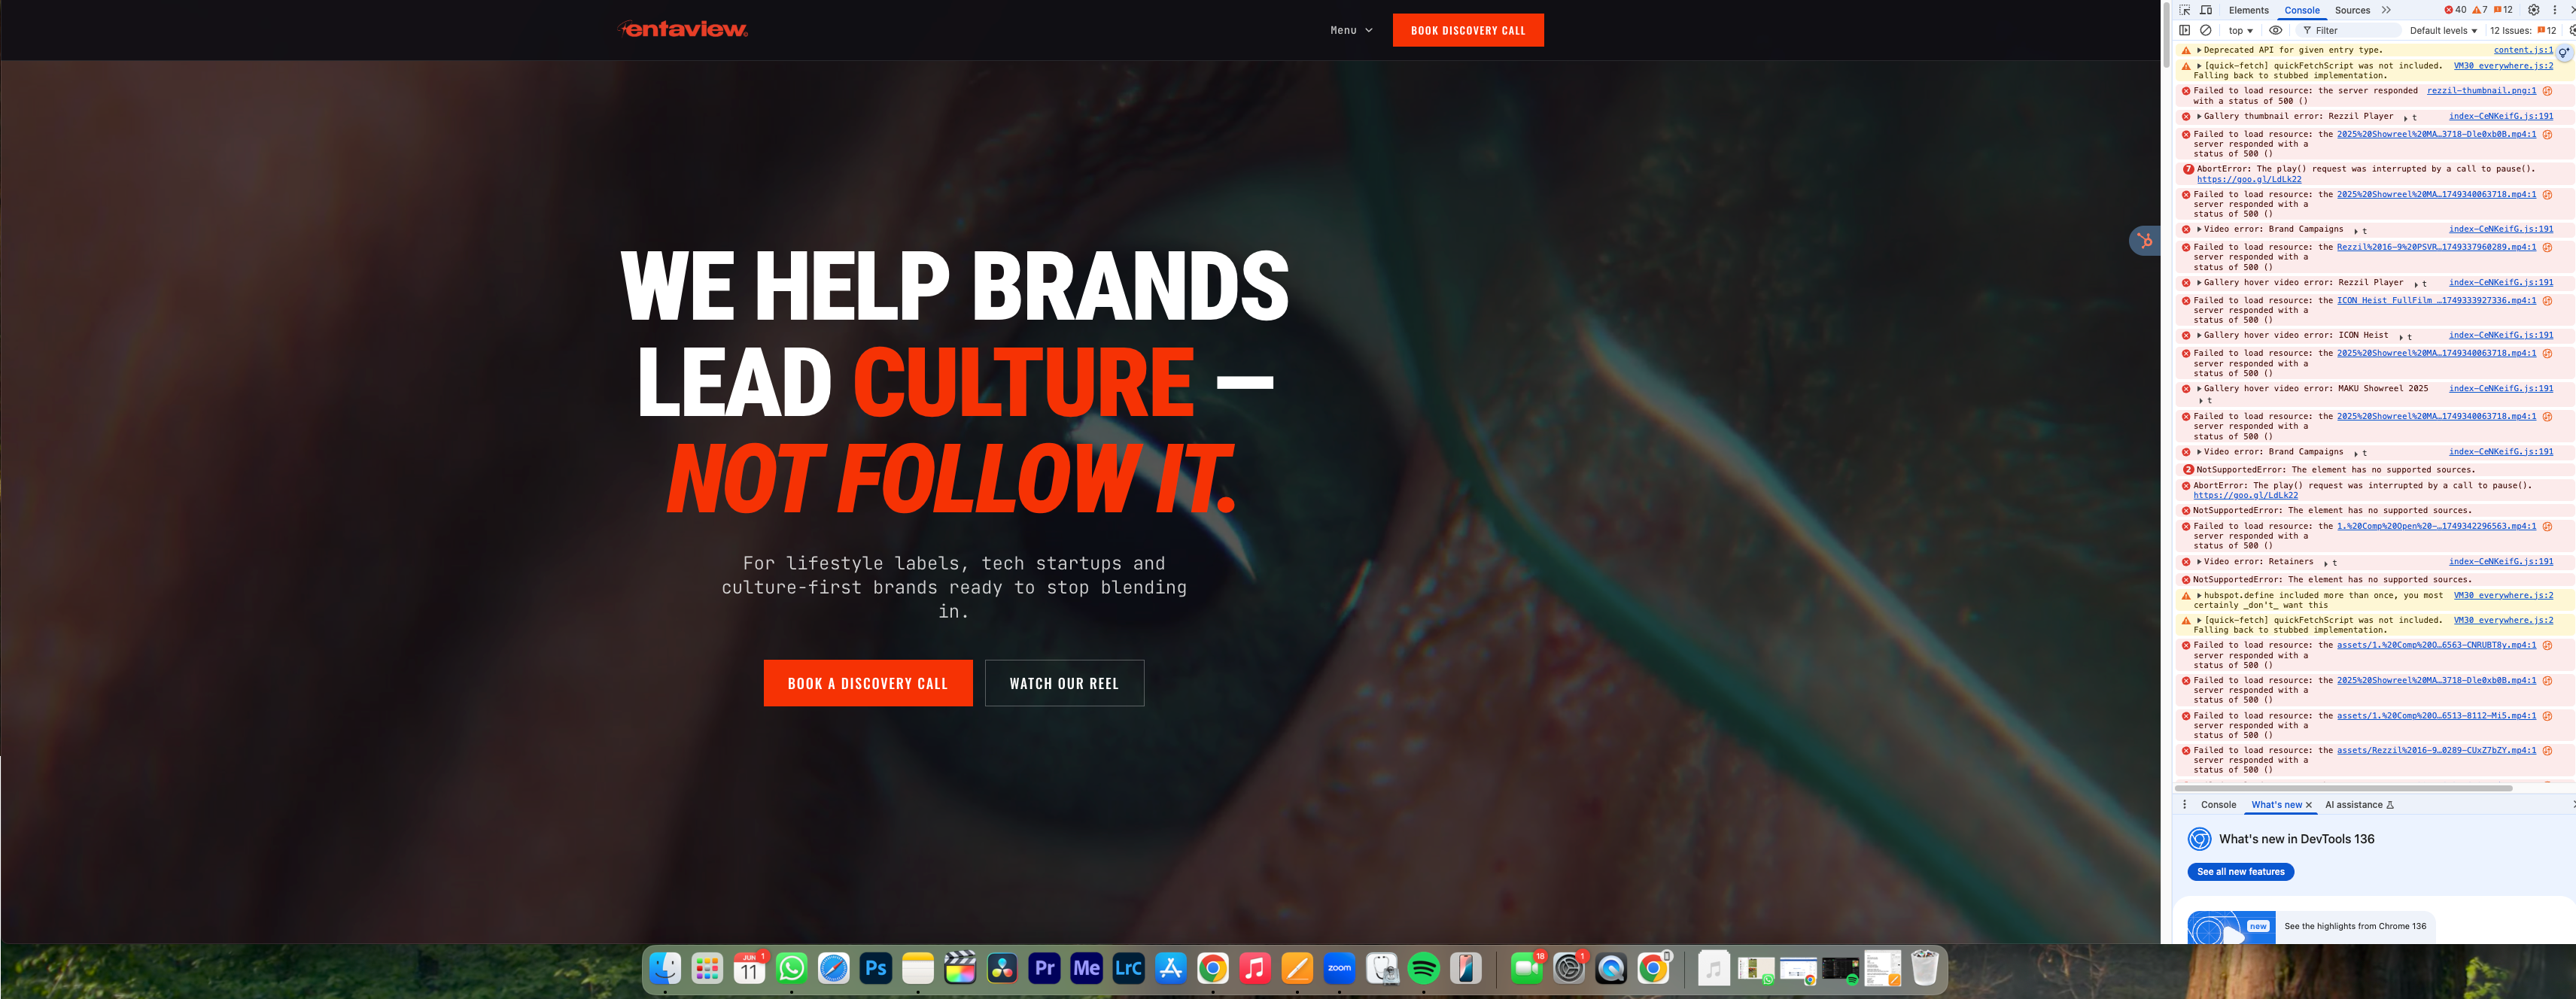 entaview.
Menu
BOOK DISCOVERY CALL
WE HELP BRANDS
LEAD CULTURE —
NOT FOLLOW IT.
For lifestyle labels, tech startups and
culture-first brands ready to stop blending
in.
BOOK A DISCOVERY CALL
WATCH OUR REEL
Elements Console Sources 40 7 12
top Filter Default levels 12 Issues: 12
Deprecated API for given entry type. content.js:1
[quick-fetch] quickFetchScript was not included. VM30 everywhere.js:2
Falling back to stubbed implementation.
Failed to load resource: the server responded rezzil-thumbnail.png:1
with a status of 500 ()
Gallery thumbnail error: Rezzil Player t index-CeNKeifG.js:191
Failed to load resource: the 2025%20Showreel%20MA…3718-Dle0xb0B.mp4:1
server responded with a
status of 500 ()
7 AbortError: The play() request was interrupted by a call to pause().
https://goo.gl/LdLk22
Failed to load resource: the 2025%20Showreel%20MA…1749340063718.mp4:1
server responded with a
status of 500 ()
Video error: Brand Campaigns t index-CeNKeifG.js:191
Failed to load resource: the Rezzil%2016-9%20PSVR…1749337960289.mp4:1
server responded with a
status of 500 ()
Gallery hover video error: Rezzil Player t index-CeNKeifG.js:191
Failed to load resource: the ICON Heist FullFilm …1749333927336.mp4:1
server responded with a
status of 500 ()
Gallery hover video error: ICON Heist t index-CeNKeifG.js:191
Failed to load resource: the 2025%20Showreel%20MA…1749340063718.mp4:1
server responded with a
status of 500 ()
Gallery hover video error: MAKU Showreel 2025 index-CeNKeifG.js:191
t
Failed to load resource: the 2025%20Showreel%20MA…1749340063718.mp4:1
server responded with a
status of 500 ()
Video error: Brand Campaigns t index-CeNKeifG.js:191
2 NotSupportedError: The element has no supported sources.
AbortError: The play() request was interrupted by a call to pause().
https://goo.gl/LdLk22
NotSupportedError: The element has no supported sources.
Failed to load resource: the 1.%20Comp%20Open%20-…1749342296563.mp4:1
server responded with a
status of 500 ()
Video error: Retainers t index-CeNKeifG.js:191
NotSupportedError: The element has no supported sources.
hubspot.define included more than once, you most VM30 everywhere.js:2
certainly _don't_ want this
[quick-fetch] quickFetchScript was not included. VM30 everywhere.js:2
Falling back to stubbed implementation.
Failed to load resource: the assets/1.%20Comp%20O…6563-CNRUBT8y.mp4:1
server responded with a
status of 500 ()
Failed to load resource: the 2025%20Showreel%20MA…3718-Dle0xb0B.mp4:1
server responded with a
status of 500 ()
Failed to load resource: the assets/1.%20Comp%20O…6513-8112-Mi5.mp4:1
server responded with a
status of 500 ()
Failed to load resource: the assets/Rezzil%2016-9…0289-CUxZ7bZY.mp4:1
server responded with a
status of 500 ()
Console What's new AI assistance
What's new in DevTools 136
See all new features
new
See the highlights from Chrome 136
JUN
11
1
Ps
Pr
Me
LrC
zoom
18
1